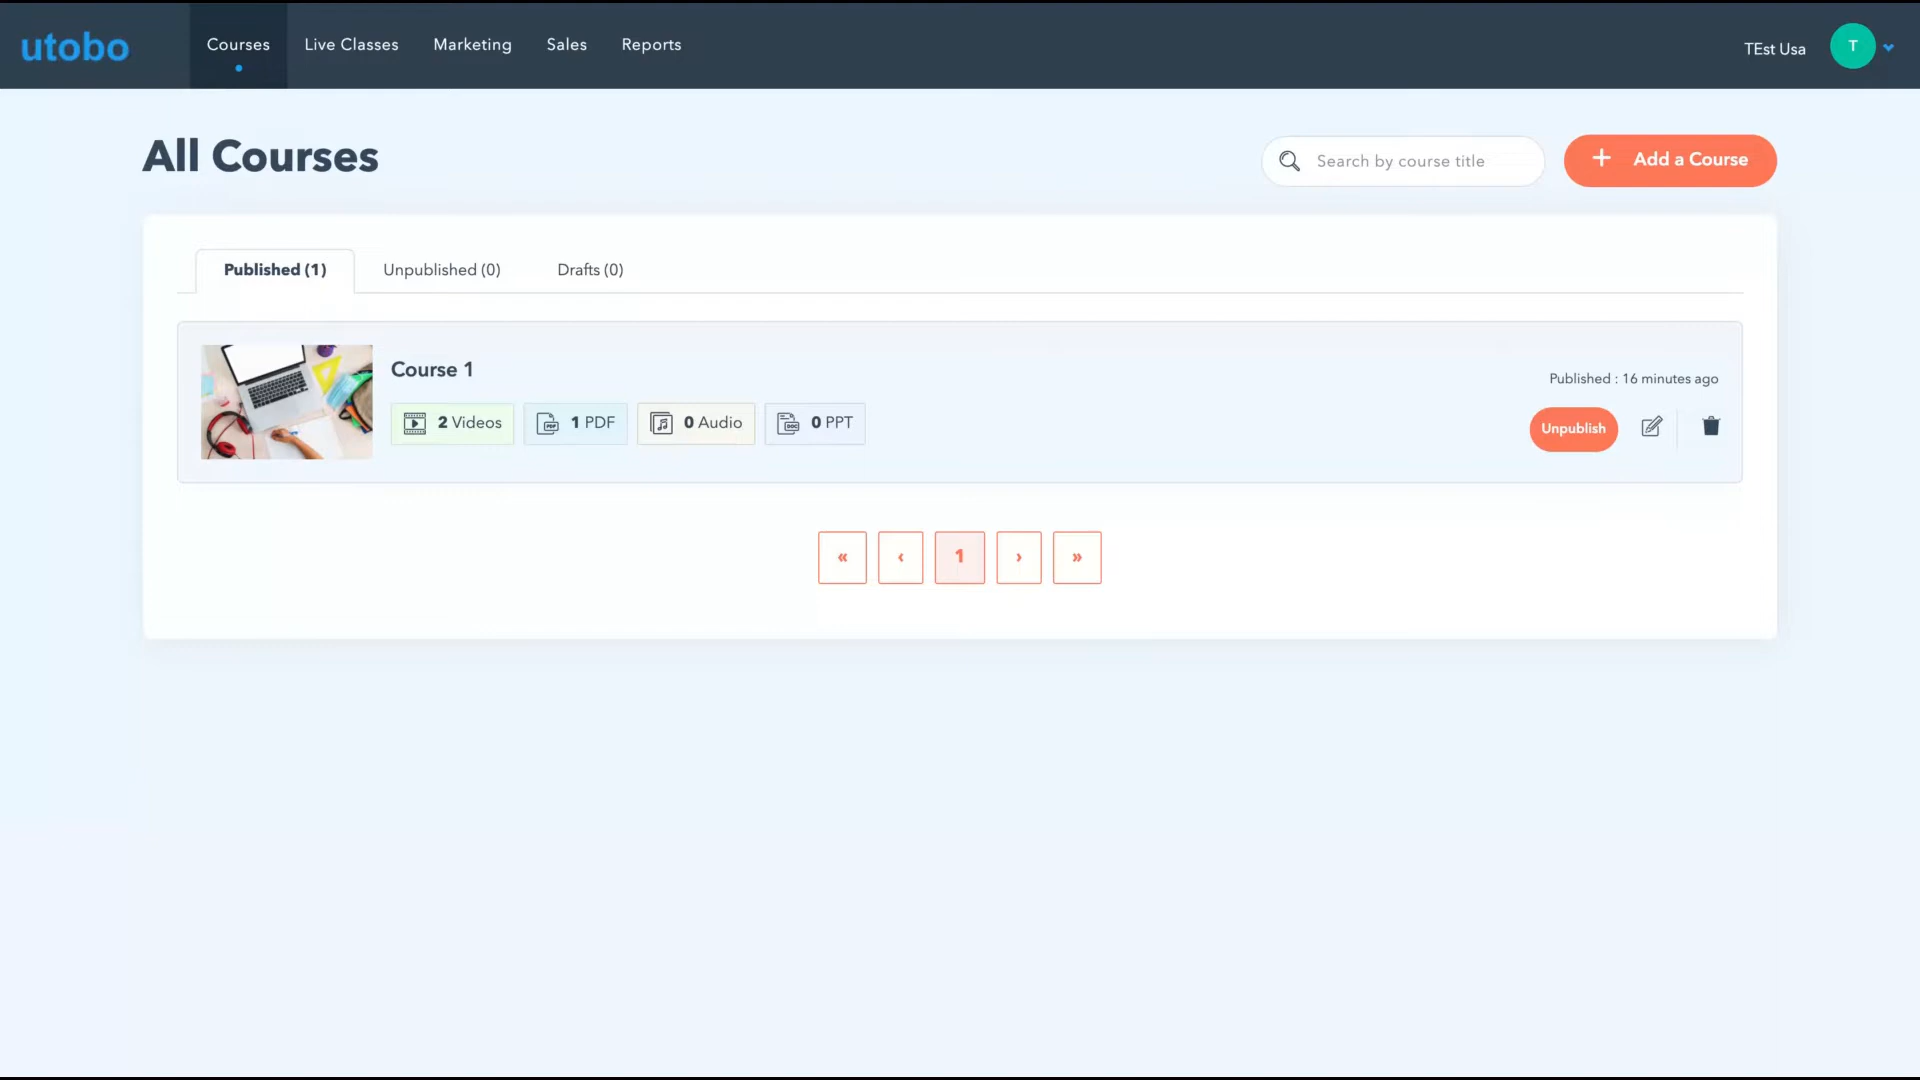 utobo
Courses
Live Classes
Marketing
Sales
Reports
TEst Usa
T
All Courses
Search by course title
+ Add a Course
Published (1)
Unpublished (0)
Drafts (0)
Course 1
Published : 16 minutes ago
2 Videos
PDF 1 PDF
0 Audio
DOC 0 PPT
Unpublish
« ‹ 1 › »